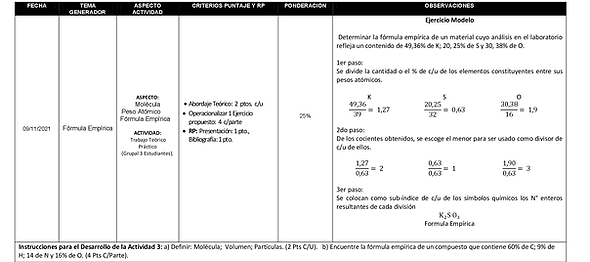 FECHA
TEMA
GENERADOR
ASPECTO
ACTIVIDAD
CRITERIOS PUNTAJE Y RP
PONDERACIÓN
OBSERVACIONES
09/11/2021
Fórmula Empírica
ASPECTO:
Molécula
Peso Atómico
Fórmula Empírica
ACTIVIDAD:
Trabajo Teórico
Práctico
(Grupal 3 Estudiantes).
• Abordaje Teórico: 2 ptos. c/u
• Operacionalizar 1 Ejercicio
propuesto: 4 c/parte
• RP: Presentación: 1 pto.,
Bibliografía: 1 pto.
25%
Ejercicio Modelo
Determinar la fórmula empírica de un material cuyo análisis en el laboratorio
refleja un contenido de 49,36% de K; 20, 25% de S y 30, 38% de O.
1er paso:
Se divide la cantidad o el % de c/u de los elementos constituyentes entre sus
pesos atómicos.
K S O
49,36/39 = 1,27 20,25/32 = 0,63 30,38/16 = 1,9
2do paso:
De los cocientes obtenidos, se escoge el menor para ser usado como divisor de
c/u de ellos.
1,27/0,63 = 2 0,63/0,63 = 1 1,90/0,63 = 3
3er paso:
Se colocan como sub-índice de c/u de los símbolos químicos los N° enteros
resultantes de cada división
K₂S O₃
Formula Empírica
Instrucciones para el Desarrollo de la Actividad 3: a) Definir: Molécula; Volumen; Partículas. (2 Pts C/U). b) Encuentre la fórmula empírica de un compuesto que contiene 60% de C; 9% de
H; 14 de N y 16% de O. (4 Pts C/Parte).